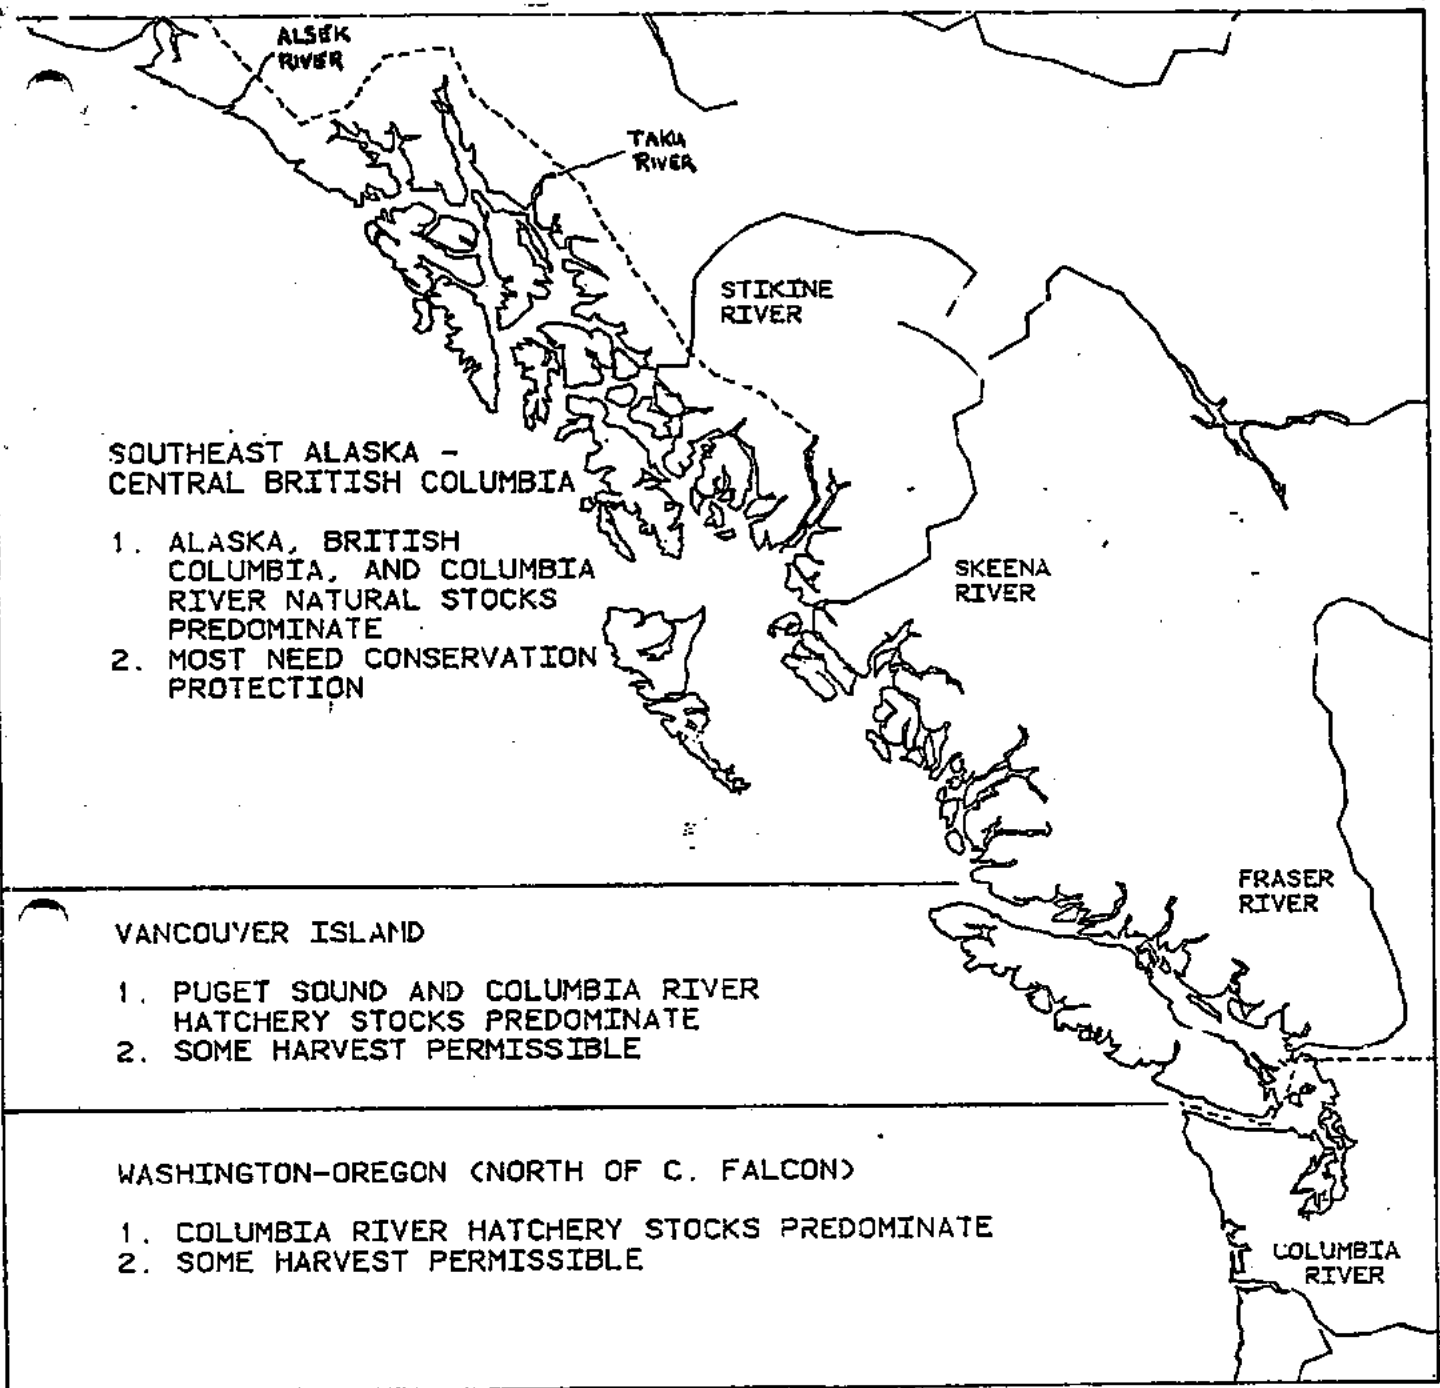 ALSEK
RIVER
TAKU
RIVER
STIKINE
RIVER
SOUTHEAST ALASKA -
CENTRAL BRITISH COLUMBIA
1. ALASKA, BRITISH
COLUMBIA, AND COLUMBIA
RIVER NATURAL STOCKS
PREDOMINATE
2. MOST NEED CONSERVATION
PROTECTION
SKEENA
RIVER
FRASER
RIVER
VANCOUVER ISLAND
1. PUGET SOUND AND COLUMBIA RIVER
HATCHERY STOCKS PREDOMINATE
2. SOME HARVEST PERMISSIBLE
WASHINGTON-OREGON (NORTH OF C. FALCON)
1. COLUMBIA RIVER HATCHERY STOCKS PREDOMINATE
2. SOME HARVEST PERMISSIBLE
COLUMBIA
RIVER